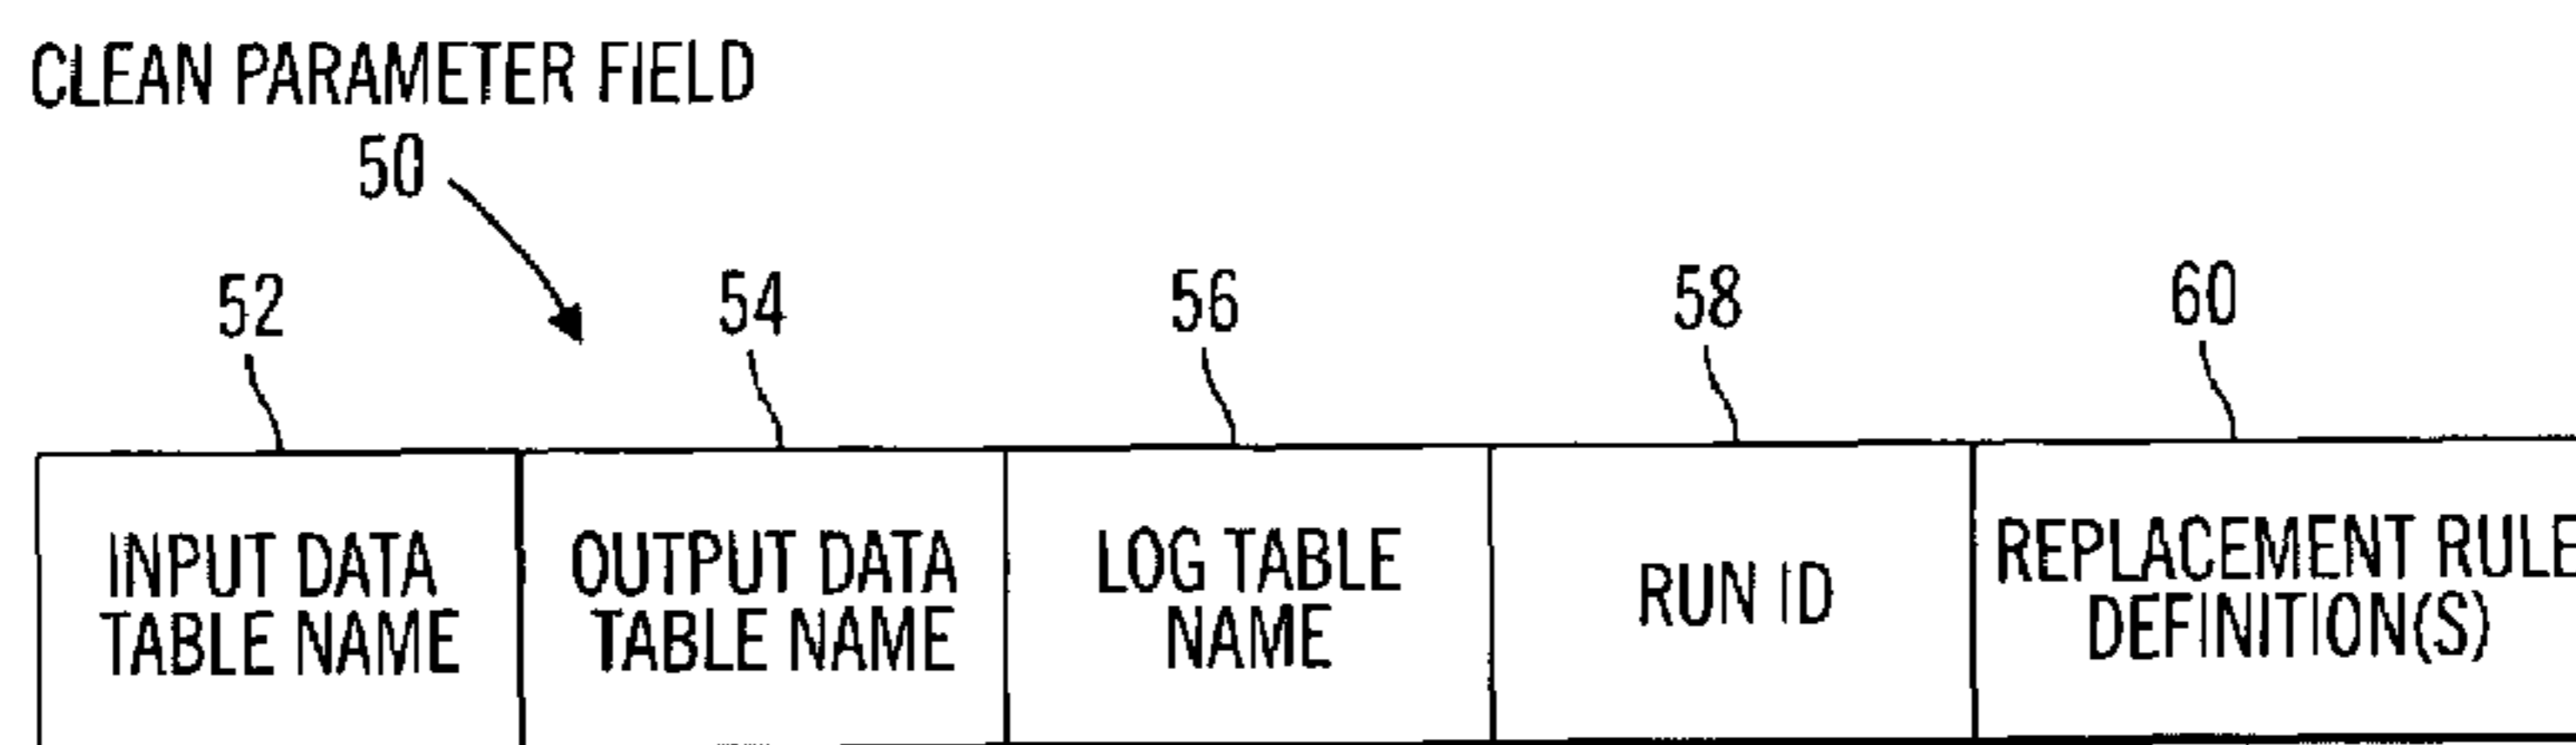 CLEAN PARAMETER FIELD
50
52 54 56 58 60
INPUT DATA
TABLE NAME
OUTPUT DATA
TABLE NAME
LOG TABLE
NAME
RUN ID
REPLACEMENT RULE
DEFINITION(S)